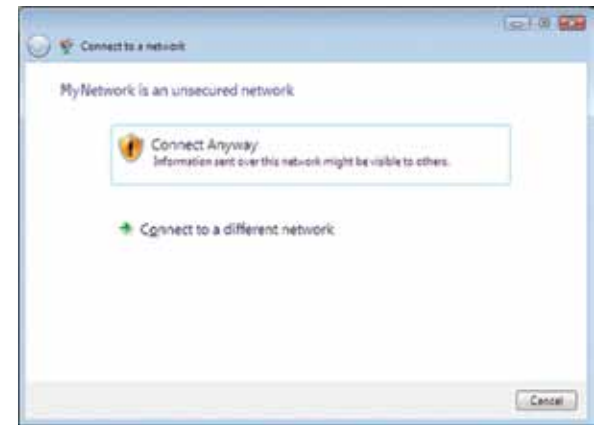 Connect to a network
MyNetwork is an unsecured network
Connect Anyway
Information sent over this network might be visible to others.
Connect to a different network
Cancel